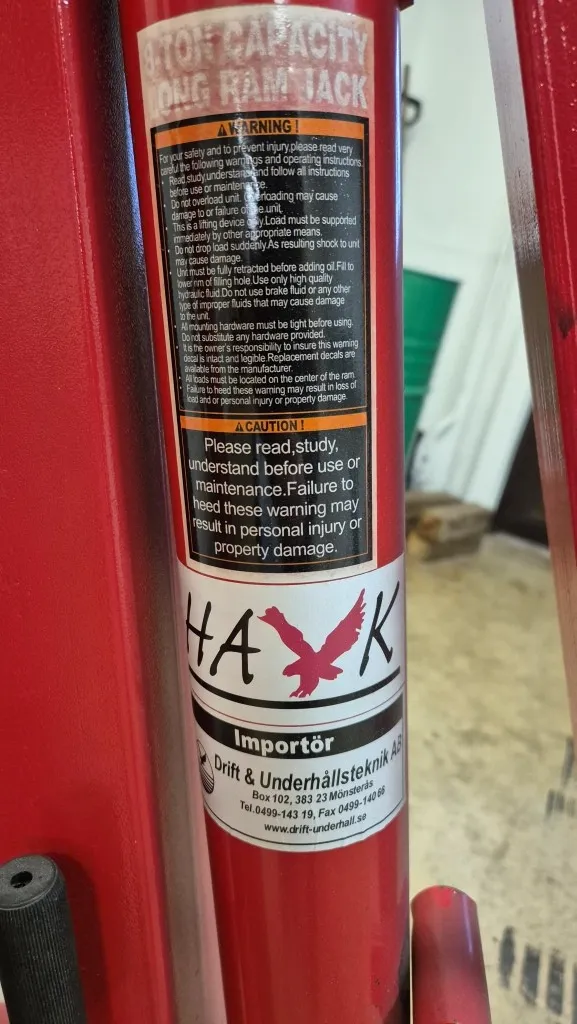 -TON CAPACITY
LONG RAM JACK
WARNING !
For your safety and to prevent injury,please read very
careful the following warnings and operating instructions.
• Read,study,understand and follow all instructions
before use or maintenance.
• Do not overload unit. Overloading may cause
damage to or failure of the unit.
• This is a lifting device only.Load must be supported
immediately by other appropriate means.
• Do not drop load suddenly.As resulting shock to unit
may cause damage.
• Unit must be fully retracted before adding oil.Fill to
lower rim of filling hole.Use only high quality
hydraulic fluid.Do not use brake fluid or any other
type of improper fluids that may cause damage
to the unit.
• All mounting hardware must be tight before using.
Do not substitute any hardware provided.
• It is the owner's responsibility to insure this warning
decal is intact and legible.Replacement decals are
available from the manufacturer.
• All loads must be located on the center of the ram.
Failure to heed these warning may result in loss of
load and or personal injury or property damage.
CAUTION !
Please read,study,
understand before use or
maintenance.Failure to
heed these warning may
result in personal injury or
property damage.
HAWK
Importör
Drift & Underhållsteknik AB
Box 102, 383 23 Mönsterås
Tel.0499-143 19, Fax 0499-140 66
www.drift-underhall.se